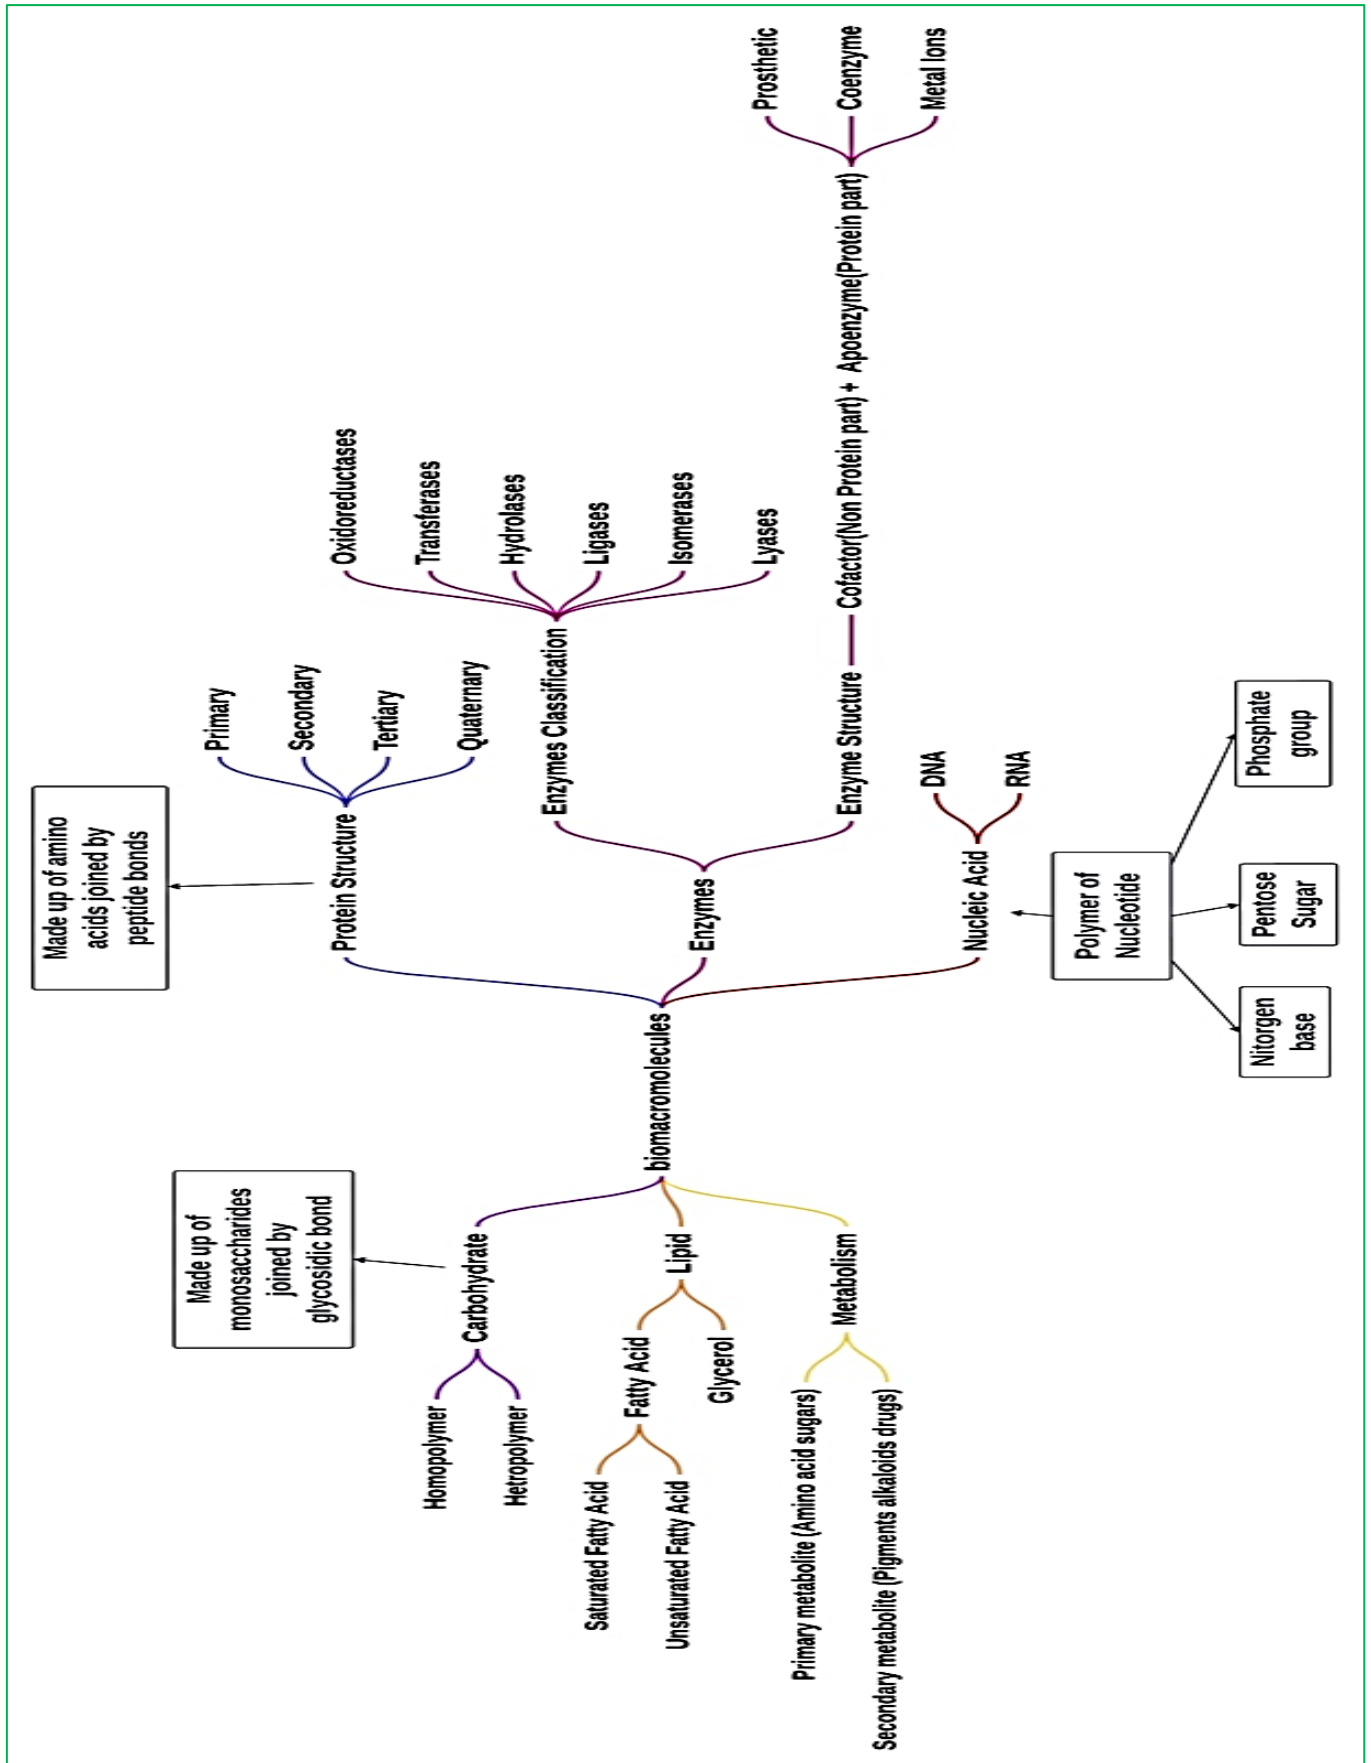 Made up of amino
acids joined by
peptide bonds
Protein Structure
Primary
Secondary
Tertiary
Quaternary
Made up of
monosaccharides
joined by
glycosidic bond
Carbohydrate
Homopolymer
Hetropolymer
biomacromolecules
Lipid
Fatty Acid
Glycerol
Saturated Fatty Acid
Unsaturated Fatty Acid
Enzymes
Enzymes Classification
Oxidoreductases
Transferases
Hydrolases
Ligases
Isomerases
Lyases
Enzyme Structure
Cofactor(Non Protein part) + Apoenzyme(Protein part)
Prosthetic
Coenzyme
Metal Ions
Metabolism
Primary metabolite (Amino acid sugars)
Secondary metabolite (Pigments alkaloids drugs)
Nucleic Acid
DNA
RNA
Polymer of
Nucleotide
Nitorgen
base
Pentose
Sugar
Phosphate
group